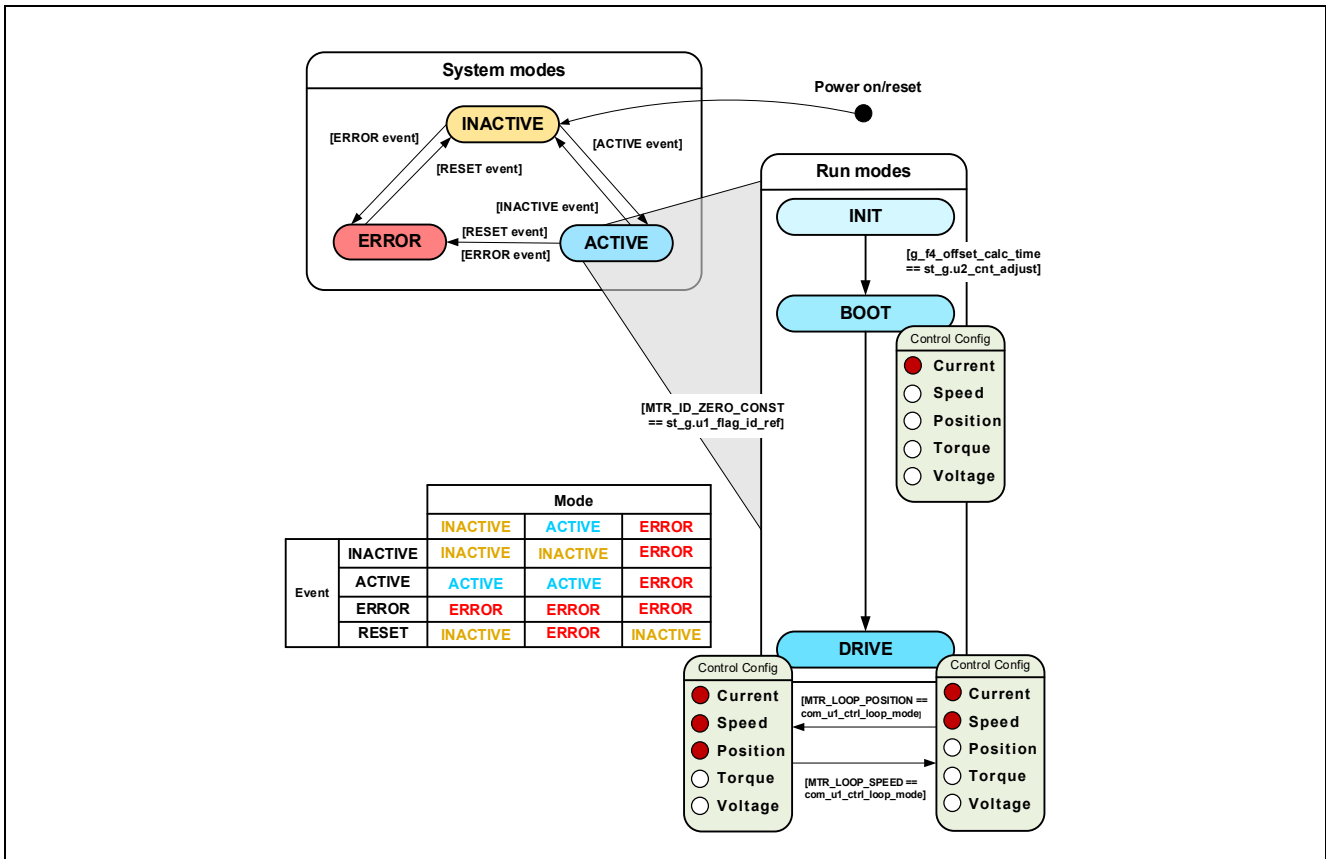 System modes
Power on/reset
INACTIVE
[ERROR event]
[ACTIVE event]
[RESET event]
[INACTIVE event]
ERROR
[RESET event]
[ERROR event]
ACTIVE
Run modes
INIT
[g_f4_offset_calc_time
== st_g.u2_cnt_adjust]
BOOT
Control Config
Current
Speed
Position
Torque
Voltage
[MTR_ID_ZERO_CONST
== st_g.u1_flag_id_ref]
Mode
INACTIVE ACTIVE ERROR
Event
INACTIVE INACTIVE INACTIVE ERROR
ACTIVE ACTIVE ACTIVE ERROR
ERROR ERROR ERROR ERROR
RESET INACTIVE ERROR INACTIVE
DRIVE
Control Config
Current
Speed
Position
Torque
Voltage
[MTR_LOOP_POSITION ==
com_u1_ctrl_loop_mode]
[MTR_LOOP_SPEED ==
com_u1_ctrl_loop_mode]
Control Config
Current
Speed
Position
Torque
Voltage